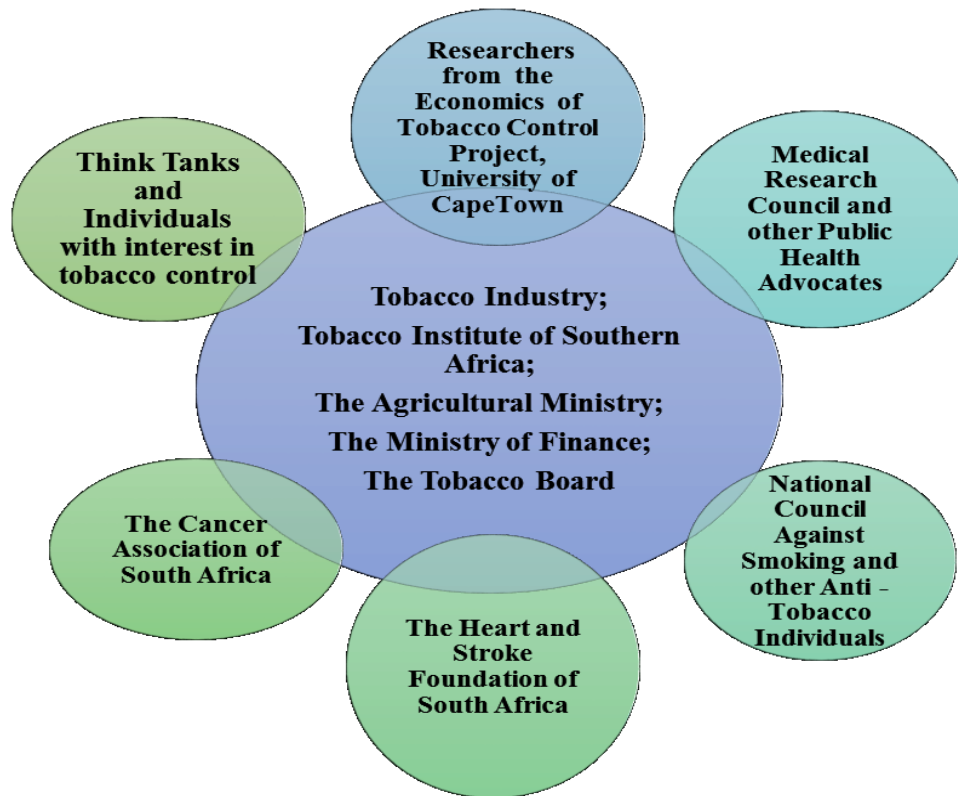 Researchers
from the
Economics of
Tobacco Control
Project,
University of
CapeTown
Think Tanks
and
Individuals
with interest in
tobacco control
Medical
Research
Council and
other Public
Health
Advocates
Tobacco Industry;
Tobacco Institute of Southern
Africa;
The Agricultural Ministry;
The Ministry of Finance;
The Tobacco Board
The Cancer
Association of
South Africa
National
Council
Against
Smoking and
other Anti -
Tobacco
Individuals
The Heart and
Stroke
Foundation of
South Africa